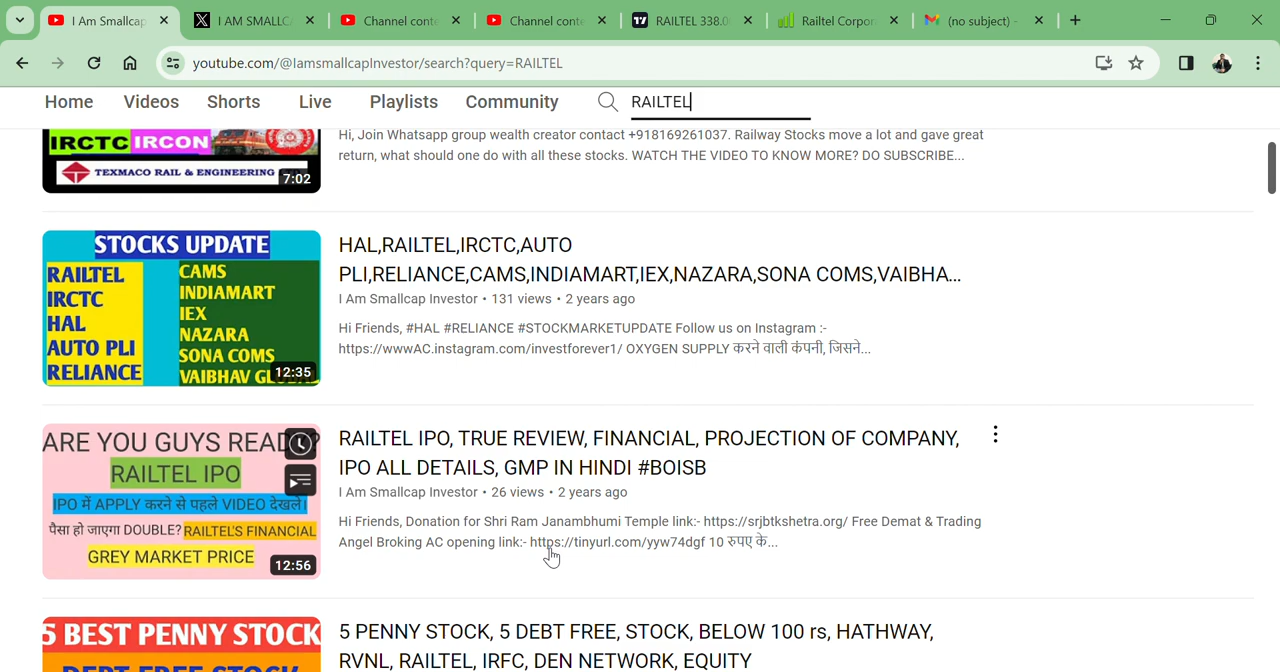 I Am Smallcap
I AM SMALLC
Channel conte
Channel conte
RAILTEL 338.0
Railtel Corpor
(no subject) -
youtube.com/@IamsmallcapInvestor/search?query=RAILTEL
Home Videos Shorts Live Playlists Community RAILTEL
IRCTC IRCON
TEXMACO RAIL & ENGINEERING
7:02
Hi, Join Whatsapp group wealth creator contact +918169261037. Railway Stocks move a lot and gave great
return, what should one do with all these stocks. WATCH THE VIDEO TO KNOW MORE? DO SUBSCRIBE...
STOCKS UPDATE
RAILTEL
IRCTC
HAL
AUTO PLI
RELIANCE
CAMS
INDIAMART
IEX
NAZARA
SONA COMS
VAIBHAV GLOBAL
12:35
HAL,RAILTEL,IRCTC,AUTO
PLI,RELIANCE,CAMS,INDIAMART,IEX,NAZARA,SONA COMS,VAIBHA...
I Am Smallcap Investor • 131 views • 2 years ago
Hi Friends, #HAL #RELIANCE #STOCKMARKETUPDATE Follow us on Instagram :-
https://wwwAC.instagram.com/investforever1/ OXYGEN SUPPLY करने वाली कंपनी, जिसने...
ARE YOU GUYS READY?
RAILTEL IPO
IPO में APPLY करने से पहले VIDEO देखले।
पैसा हो जाएगा DOUBLE? RAILTEL'S FINANCIAL
GREY MARKET PRICE
12:56
RAILTEL IPO, TRUE REVIEW, FINANCIAL, PROJECTION OF COMPANY,
IPO ALL DETAILS, GMP IN HINDI #BOISB
I Am Smallcap Investor • 26 views • 2 years ago
Hi Friends, Donation for Shri Ram Janambhumi Temple link:- https://srjbtkshetra.org/ Free Demat & Trading
Angel Broking AC opening link:- https://tinyurl.com/yyw74dgf 10 रुपए के...
5 BEST PENNY STOCK
DEBT FREE STOCK
5 PENNY STOCK, 5 DEBT FREE, STOCK, BELOW 100 rs, HATHWAY,
RVNL, RAILTEL, IRFC, DEN NETWORK, EQUITY